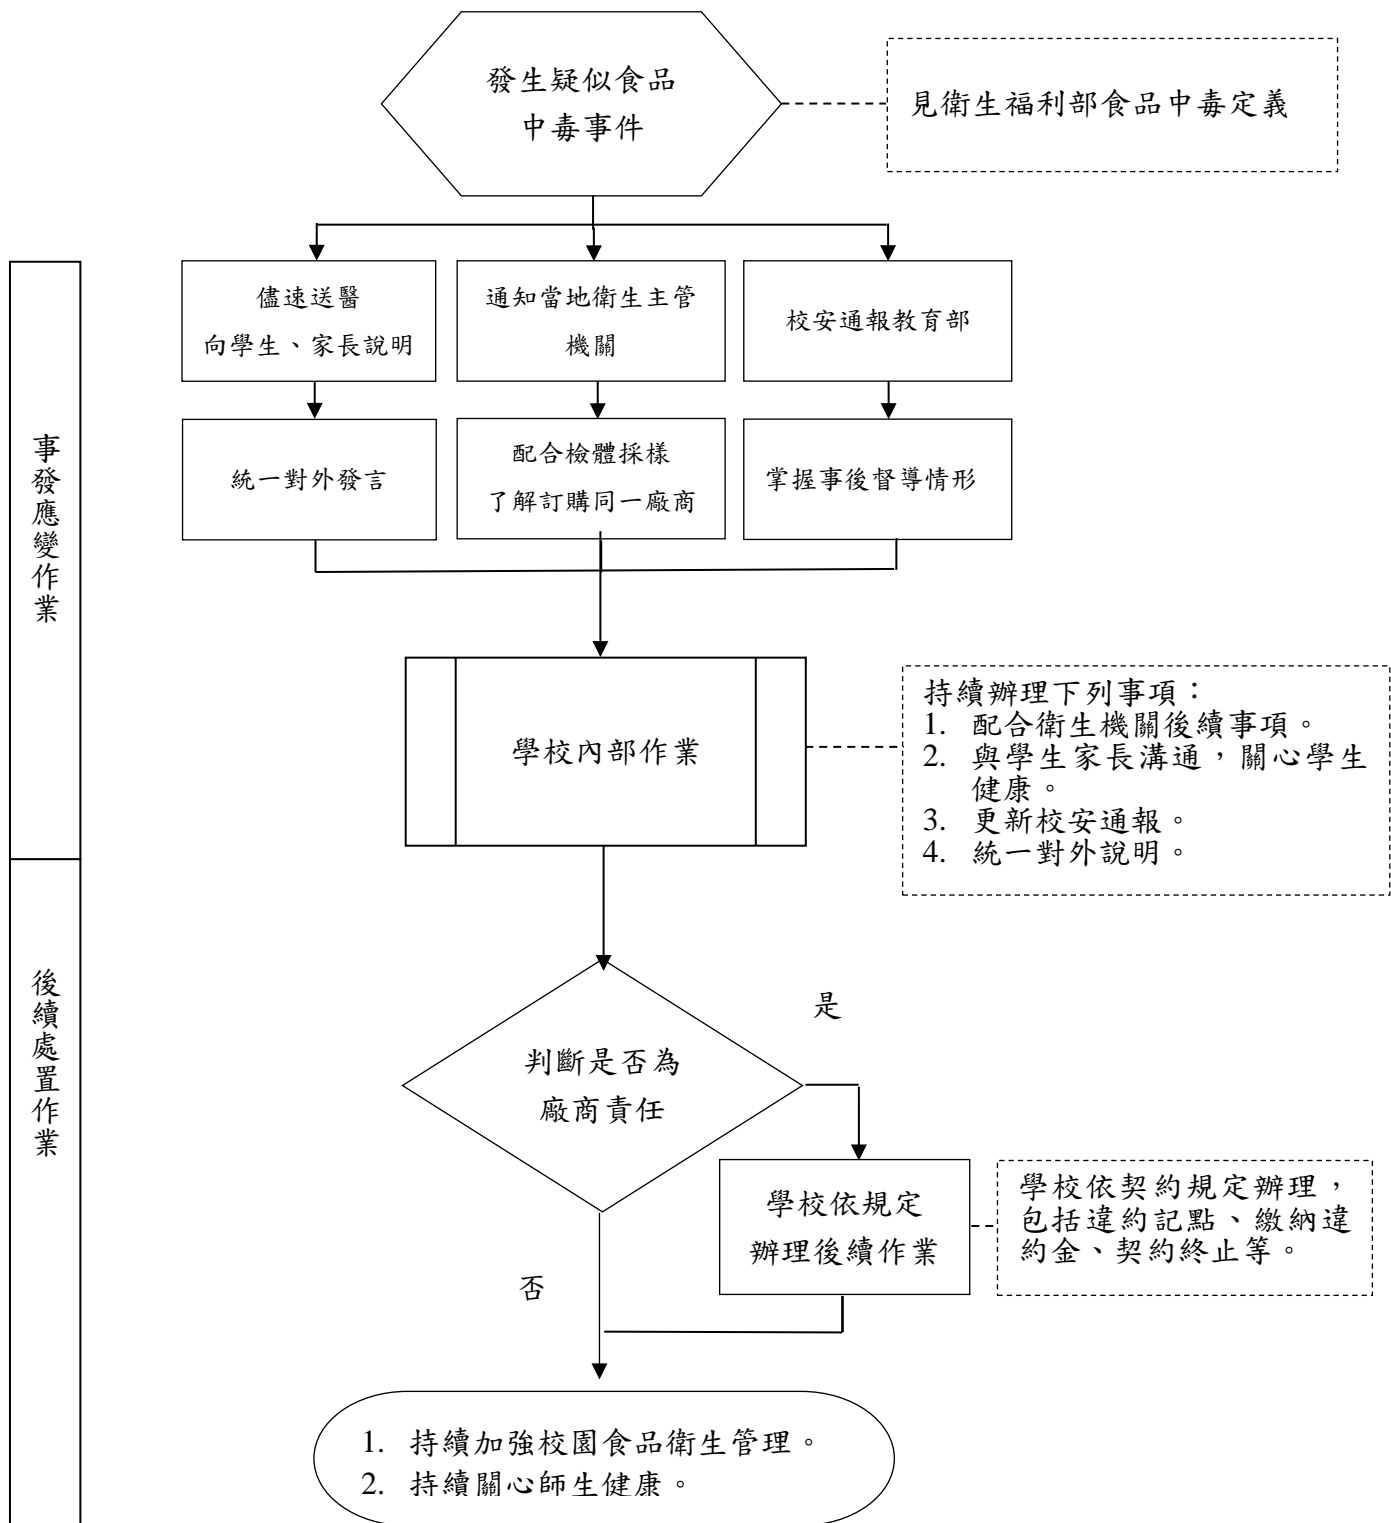 發生疑似食品
中毒事件
見衛生福利部食品中毒定義
儘速送醫
向學生、家長說明
通知當地衛生主管
機關
校安通報教育部
統一對外發言
配合檢體採樣
了解訂購同一廠商
掌握事後督導情形
事發應變作業
學校內部作業
持續辦理下列事項：
1. 配合衛生機關後續事項。
2. 與學生家長溝通，關心學生
健康。
3. 更新校安通報。
4. 統一對外說明。
後續處置作業
判斷是否為
廠商責任
是
學校依規定
辦理後續作業
學校依契約規定辦理，
包括違約記點、繳納違
約金、契約終止等。
否
1. 持續加強校園食品衛生管理。
2. 持續關心師生健康。